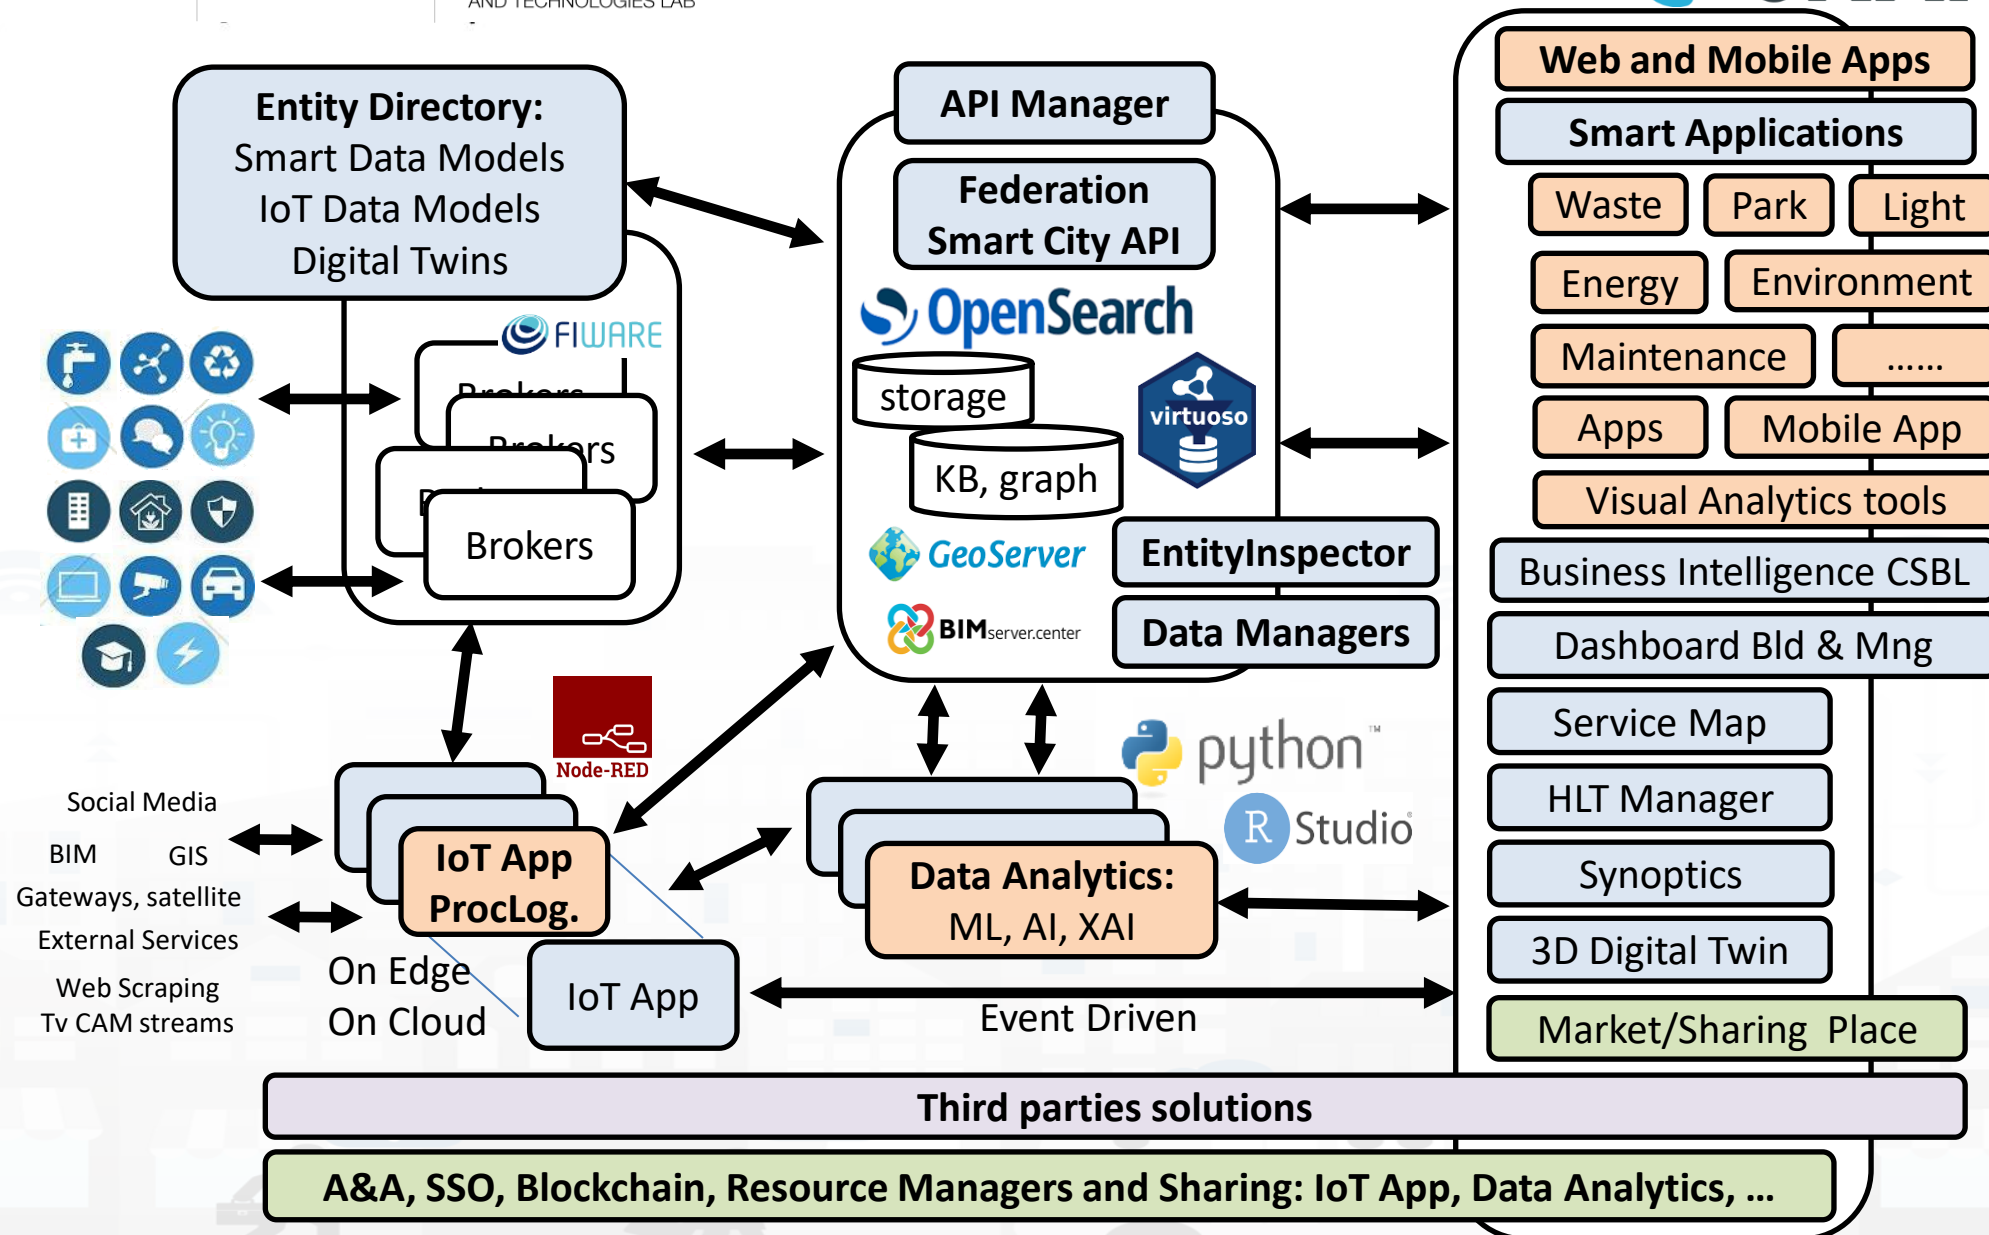 AND TECHNOLOGIES LAB
Entity Directory:
Smart Data Models
IoT Data Models
Digital Twins
FIWARE
Brokers
Brokers
Brokers
API Manager
Federation
Smart City API
OpenSearch
storage
virtuoso
KB, graph
GeoServer
EntityInspector
BIMserver.center
Data Managers
Node-RED
python™
R Studio
Social Media
BIM GIS
Gateways, satellite
External Services
Web Scraping
Tv CAM streams
IoT App
ProcLog.
On Edge
On Cloud
IoT App
Data Analytics:
ML, AI, XAI
Event Driven
Web and Mobile Apps
Smart Applications
Waste Park Light
Energy Environment
Maintenance ......
Apps Mobile App
Visual Analytics tools
Business Intelligence CSBL
Dashboard Bld & Mng
Service Map
HLT Manager
Synoptics
3D Digital Twin
Market/Sharing Place
Third parties solutions
A&A, SSO, Blockchain, Resource Managers and Sharing: IoT App, Data Analytics, ...